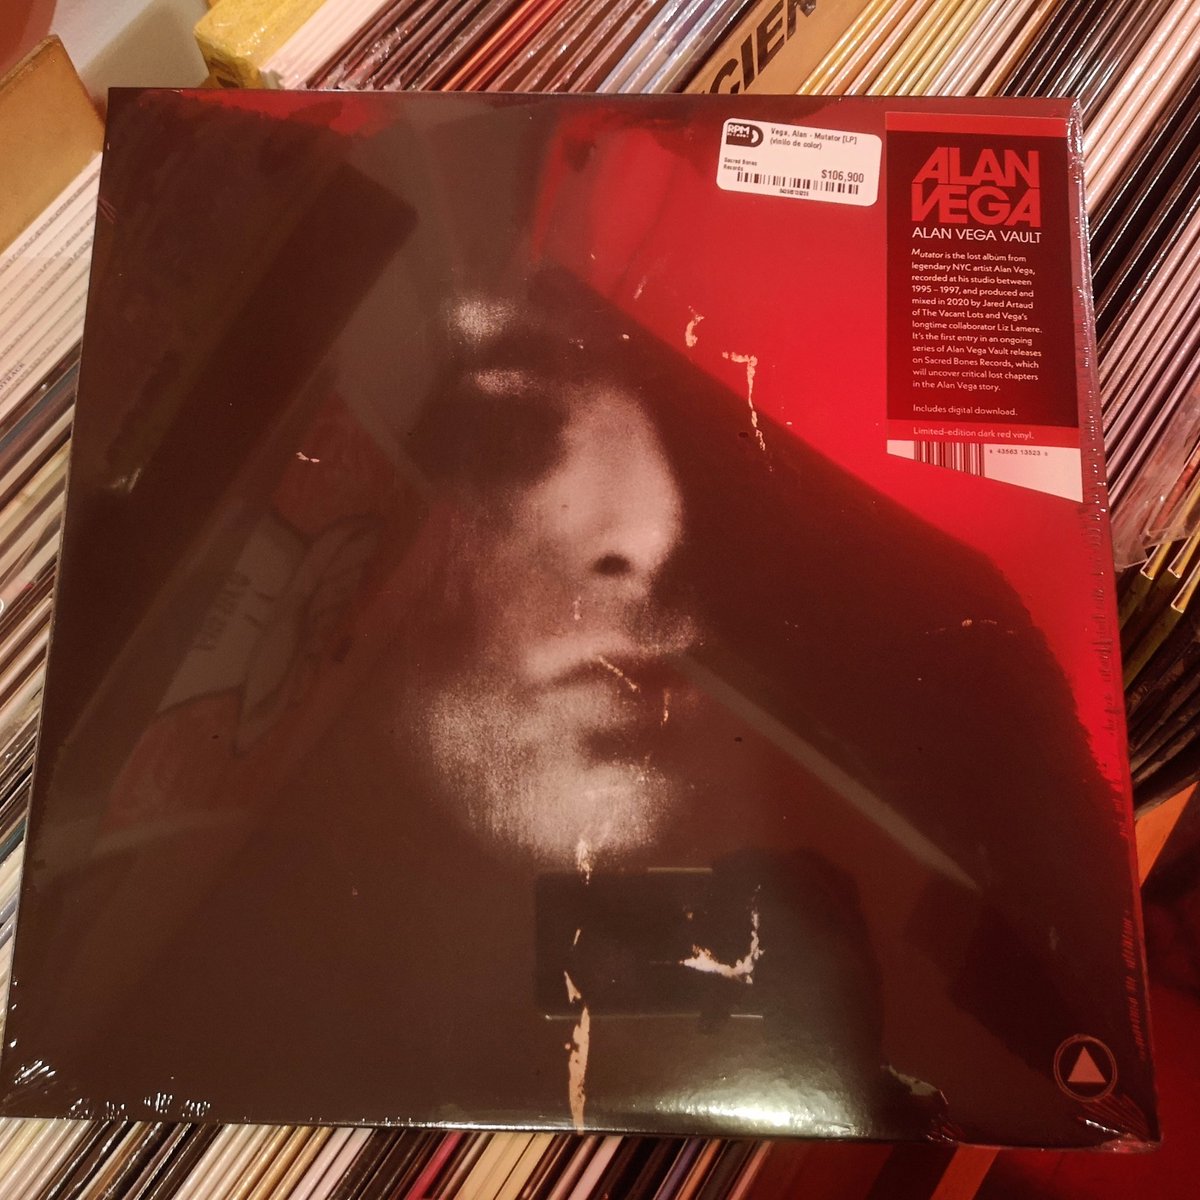 CIEN
RPM
Vega, Alan - Mutator [LP]
(vinilo de color)
Sacred Bones
Records
$106,900
ALAN
VEGA
ALAN VEGA VAULT
Mutator is the lost album from
legendary NYC artist Alan Vega,
recorded at his studio between
1995 – 1997, and produced and
mixed in 2020 by Jared Artaud
of The Vacant Lots and Vega's
longtime collaborator Liz Lamere.
It's the first entry in an ongoing
series of Alan Vega Vault releases
on Sacred Bones Records, which
will uncover critical lost chapters
in the Alan Vega story.
Includes digital download.
Limited-edition dark red vinyl.
43563 13523